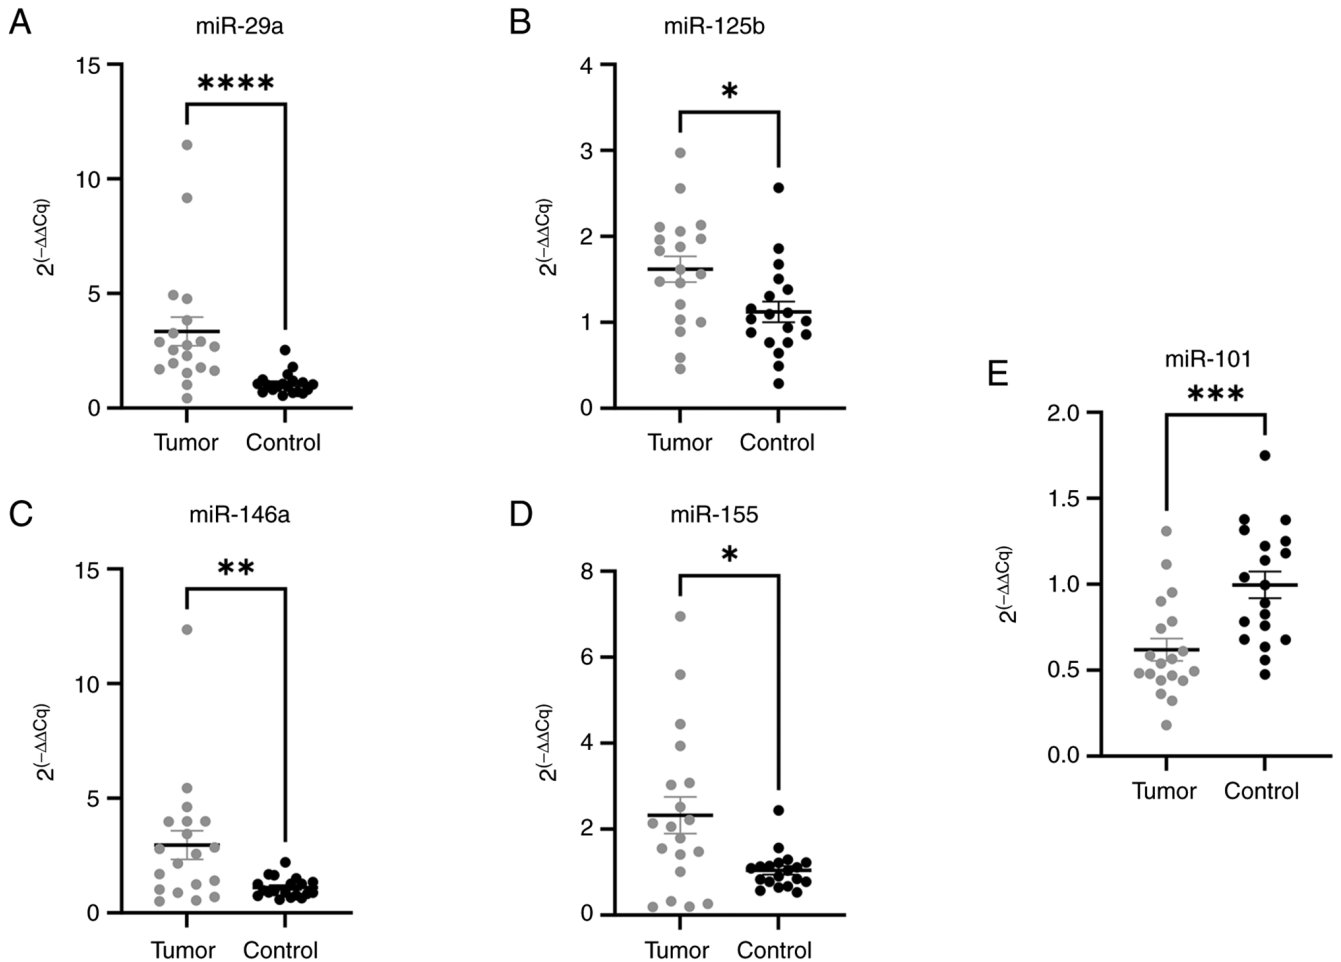 A
miR-29a
15
10
5
0
2(−ΔΔCq)
****
Tumor
Control
B
miR-125b
4
3
2
1
0
2(−ΔΔCq)
*
Tumor
Control
C
miR-146a
15
10
5
0
2(−ΔΔCq)
**
Tumor
Control
D
miR-155
8
6
4
2
0
2(−ΔΔCq)
*
Tumor
Control
E
miR-101
2.0
1.5
1.0
0.5
0.0
2(−ΔΔCq)
***
Tumor
Control